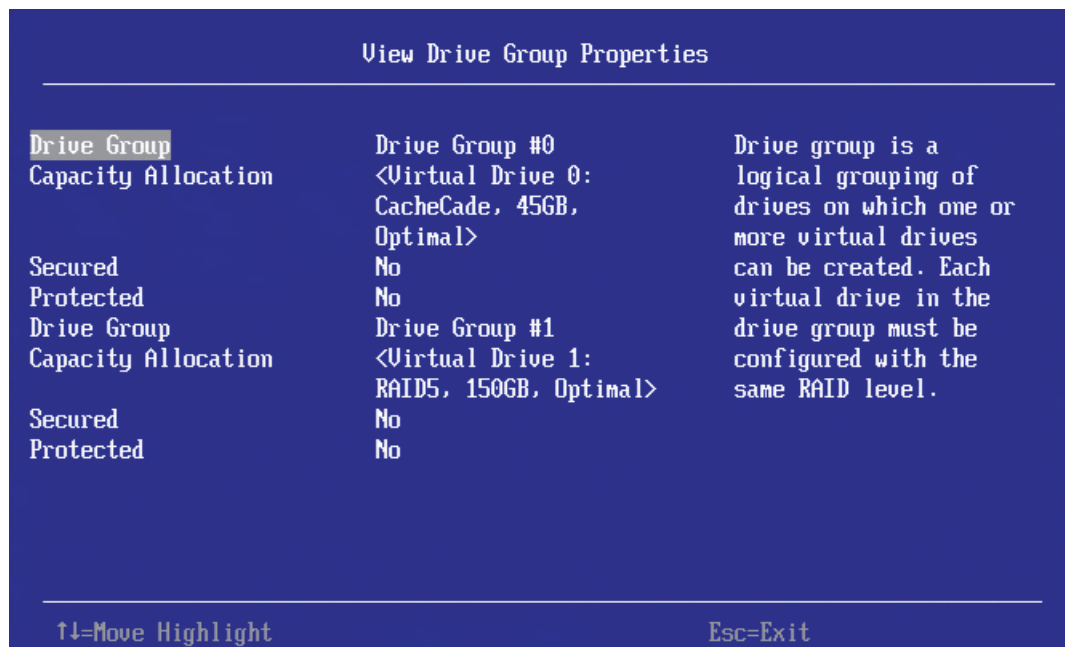 View Drive Group Properties
Drive Group Drive Group #0 Drive group is a
Capacity Allocation <Virtual Drive 0: logical grouping of
CacheCade, 45GB, drives on which one or
Optimal> more virtual drives
Secured No can be created. Each
Protected No virtual drive in the
Drive Group Drive Group #1 drive group must be
Capacity Allocation <Virtual Drive 1: configured with the
RAID5, 150GB, Optimal> same RAID level.
Secured No
Protected No
↑↓=Move Highlight Esc=Exit